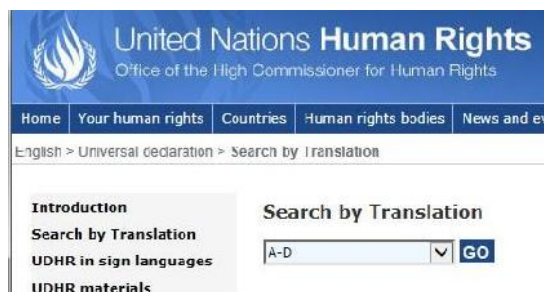 United Nations Human Rights
Office of the High Commissioner for Human Rights
Home Your human rights Countries Human rights bodies News and ev
English > Universal declaration > Search by Translation
Introduction
Search by Translation
UDHR in sign languages
UDHR materials
Search by Translation
A-D GO